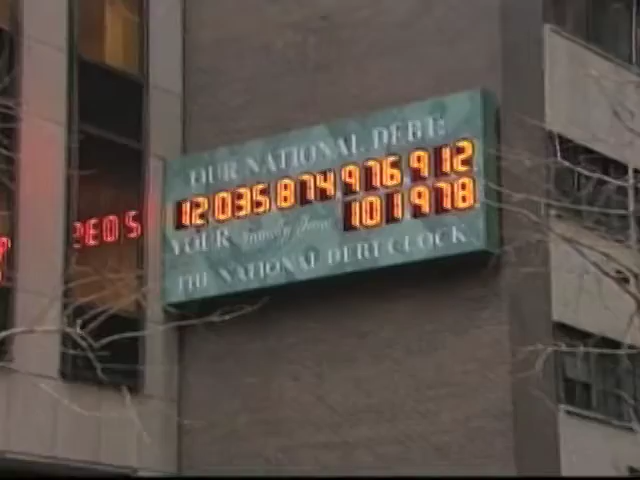 OUR NATIONAL DEBT:
12035874976912
YOUR Family share 101978
THE NATIONAL DEBT CLOCK